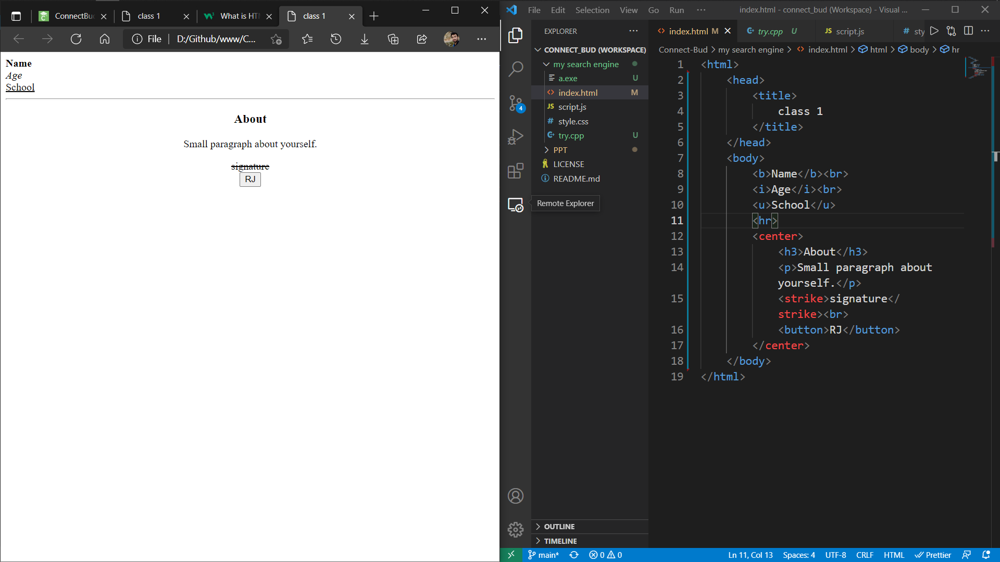 ConnectBu
class 1
What is HT
class 1
File
D:/Github/www/C...
Name
Age
School
About
Small paragraph about yourself.
signature
RJ
File Edit Selection View Go Run ···
index.html - connect_bud (Workspace) - Visual ...
EXPLORER
CONNECT_BUD (WORKSPACE)
my search engine
a.exe U
index.html M
script.js
style.css
try.cpp U
PPT
LICENSE
README.md
Remote Explorer
4
OUTLINE
TIMELINE
index.html M
try.cpp U
script.js
sty
Connect-Bud > my search engine > index.html > html > body > hr
1 <html>
2 <head>
3 <title>
4 class 1
5 </title>
6 </head>
7 <body>
8 <b>Name</b><br>
9 <i>Age</i><br>
10 <u>School</u>
11 <hr>
12 <center>
13 <h3>About</h3>
14 <p>Small paragraph about
yourself.</p>
15 <strike>signature</
strike><br>
16 <button>RJ</button>
17 </center>
18 </body>
19 </html>
main* 0 0 Ln 11, Col 13 Spaces: 4 UTF-8 CRLF HTML Prettier